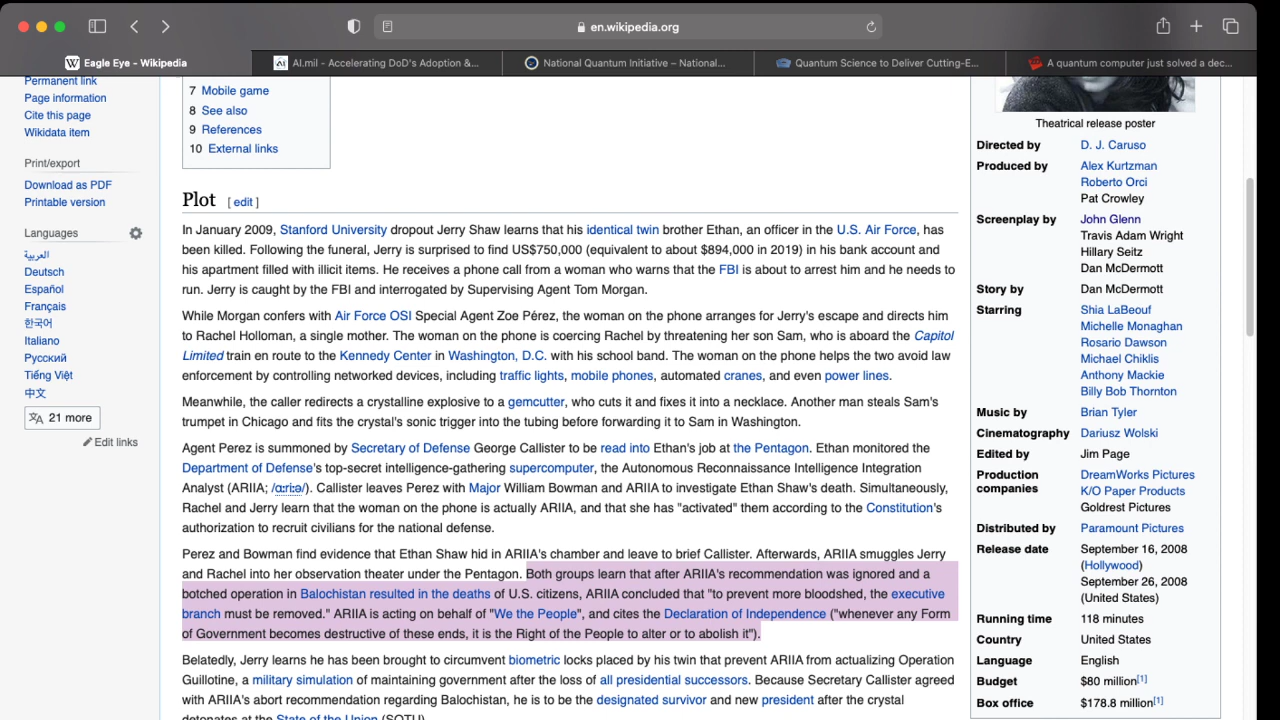 en.wikipedia.org
Eagle Eye - Wikipedia
AI.mil - Accelerating DoD's Adoption &...
National Quantum Initiative – National...
Quantum Science to Deliver Cutting-E...
A quantum computer just solved a dec...
Permanent link
Page information
Cite this page
Wikidata item
Print/export
Download as PDF
Printable version
Languages
العربية
Deutsch
Español
Français
한국어
Italiano
Русский
Tiếng Việt
中文
21 more
Edit links
7 Mobile game
8 See also
9 References
10 External links
Plot [ edit ]
In January 2009, Stanford University dropout Jerry Shaw learns that his identical twin brother Ethan, an officer in the U.S. Air Force, has
been killed. Following the funeral, Jerry is surprised to find US$750,000 (equivalent to about $894,000 in 2019) in his bank account and
his apartment filled with illicit items. He receives a phone call from a woman who warns that the FBI is about to arrest him and he needs to
run. Jerry is caught by the FBI and interrogated by Supervising Agent Tom Morgan.
While Morgan confers with Air Force OSI Special Agent Zoe Pérez, the woman on the phone arranges for Jerry's escape and directs him
to Rachel Holloman, a single mother. The woman on the phone is coercing Rachel by threatening her son Sam, who is aboard the Capitol
Limited train en route to the Kennedy Center in Washington, D.C. with his school band. The woman on the phone helps the two avoid law
enforcement by controlling networked devices, including traffic lights, mobile phones, automated cranes, and even power lines.
Meanwhile, the caller redirects a crystalline explosive to a gemcutter, who cuts it and fixes it into a necklace. Another man steals Sam's
trumpet in Chicago and fits the crystal's sonic trigger into the tubing before forwarding it to Sam in Washington.
Agent Perez is summoned by Secretary of Defense George Callister to be read into Ethan's job at the Pentagon. Ethan monitored the
Department of Defense's top-secret intelligence-gathering supercomputer, the Autonomous Reconnaissance Intelligence Integration
Analyst (ARIIA; /ɑːriːə/). Callister leaves Perez with Major William Bowman and ARIIA to investigate Ethan Shaw's death. Simultaneously,
Rachel and Jerry learn that the woman on the phone is actually ARIIA, and that she has "activated" them according to the Constitution's
authorization to recruit civilians for the national defense.
Perez and Bowman find evidence that Ethan Shaw hid in ARIIA's chamber and leave to brief Callister. Afterwards, ARIIA smuggles Jerry
and Rachel into her observation theater under the Pentagon. Both groups learn that after ARIIA's recommendation was ignored and a
botched operation in Balochistan resulted in the deaths of U.S. citizens, ARIIA concluded that "to prevent more bloodshed, the executive
branch must be removed." ARIIA is acting on behalf of "We the People", and cites the Declaration of Independence ("whenever any Form
of Government becomes destructive of these ends, it is the Right of the People to alter or to abolish it").
Belatedly, Jerry learns he has been brought to circumvent biometric locks placed by his twin that prevent ARIIA from actualizing Operation
Guillotine, a military simulation of maintaining government after the loss of all presidential successors. Because Secretary Callister agreed
with ARIIA's abort recommendation regarding Balochistan, he is to be the designated survivor and new president after the crystal
detonates at the State of the Union (SOTU).
Theatrical release poster
Directed by D. J. Caruso
Produced by Alex Kurtzman
Roberto Orci
Pat Crowley
Screenplay by John Glenn
Travis Adam Wright
Hillary Seitz
Dan McDermott
Story by Dan McDermott
Starring Shia LaBeouf
Michelle Monaghan
Rosario Dawson
Michael Chiklis
Anthony Mackie
Billy Bob Thornton
Music by Brian Tyler
Cinematography Dariusz Wolski
Edited by Jim Page
Production DreamWorks Pictures
companies K/O Paper Products
Goldrest Pictures
Distributed by Paramount Pictures
Release date September 16, 2008
(Hollywood)
September 26, 2008
(United States)
Running time 118 minutes
Country United States
Language English
Budget $80 million[1]
Box office $178.8 million[1]